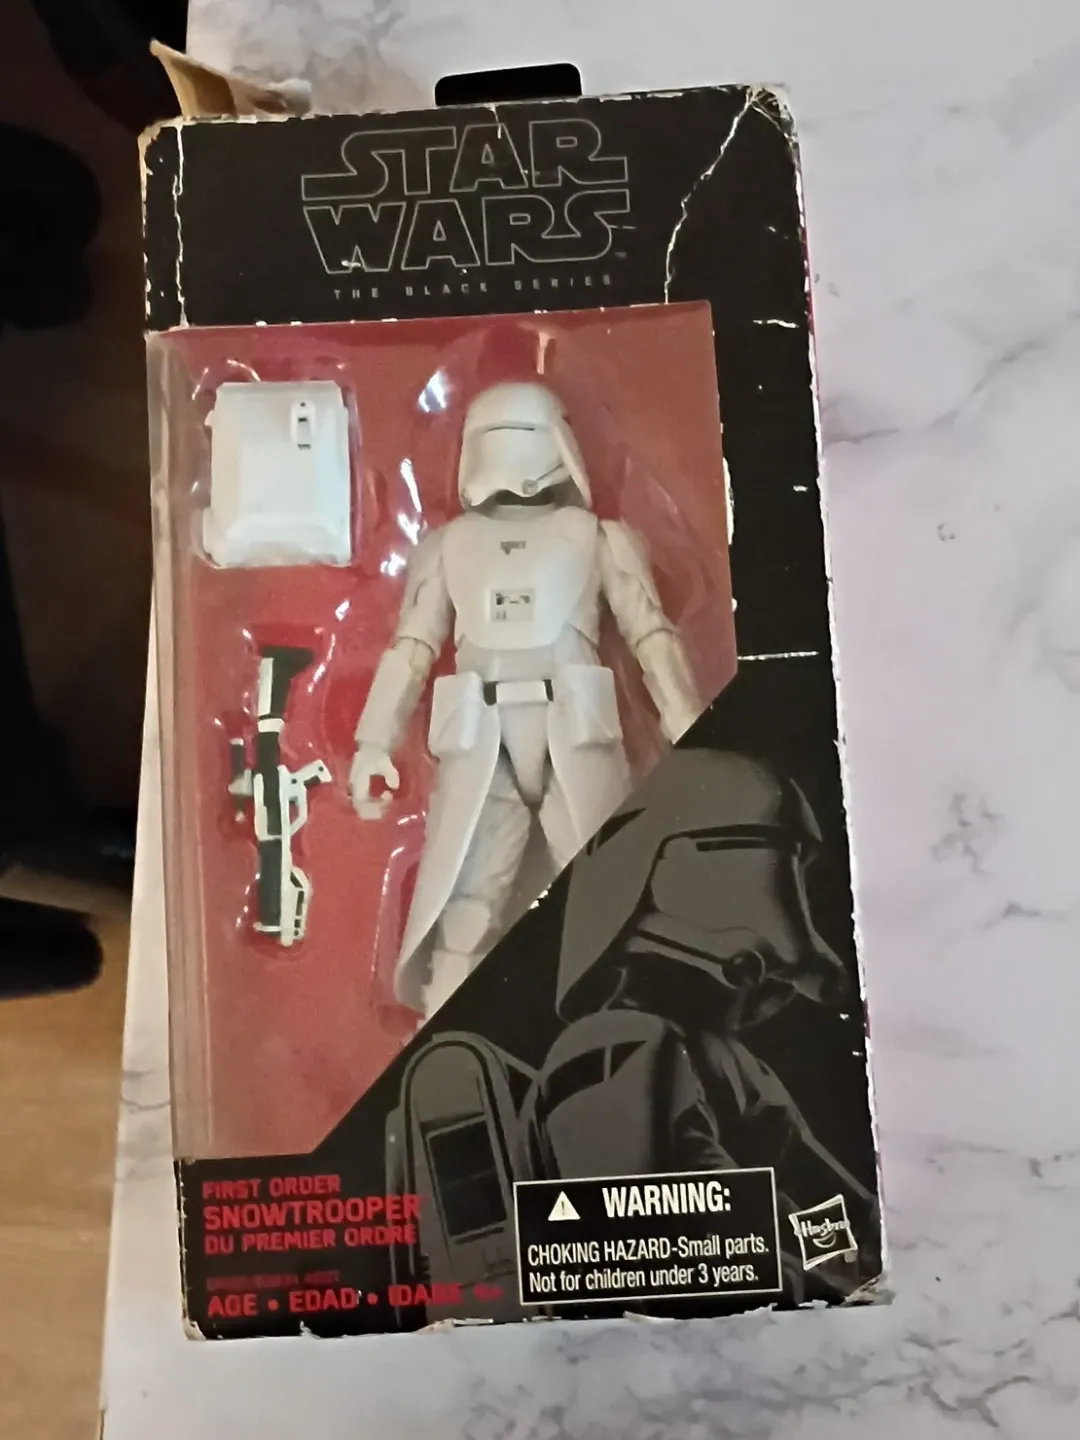 STAR
WARS
THE BLACK SERIES
FIRST ORDER
SNOWTROOPER
DU PREMIER ORDRE
AGE • EDAD • IDADE
WARNING:
CHOKING HAZARD-Small parts.
Not for children under 3 years.
Hasbro